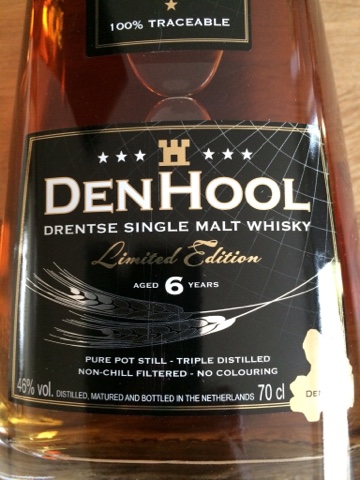 100% TRACEABLE
DENHOOL
DRENTSE SINGLE MALT WHISKY
Limited Edition
AGED 6 YEARS
PURE POT STILL - TRIPLE DISTILLED
NON-CHILL FILTERED - NO COLOURING
46% vol. DISTILLED, MATURED AND BOTTLED IN THE NETHERLANDS 70 cl